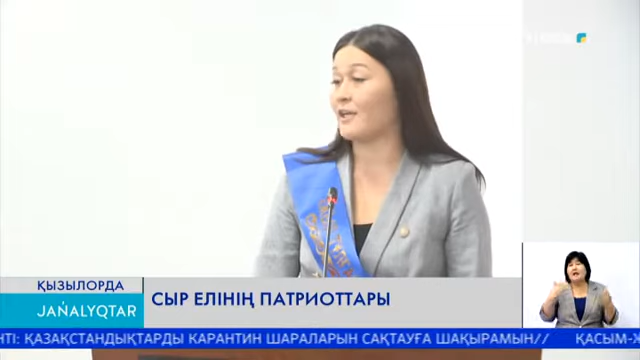 ҚЫЗЫЛОРДА
JAŃALYQTAR
СЫР ЕЛІНІҢ ПАТРИОТТАРЫ
НТІ: ҚАЗАҚСТАНДЫҚТАРДЫ КАРАНТИН ШАРАЛАРЫН САҚТАУҒА ШАҚЫРАМЫН// ҚАСЫМ-Ж